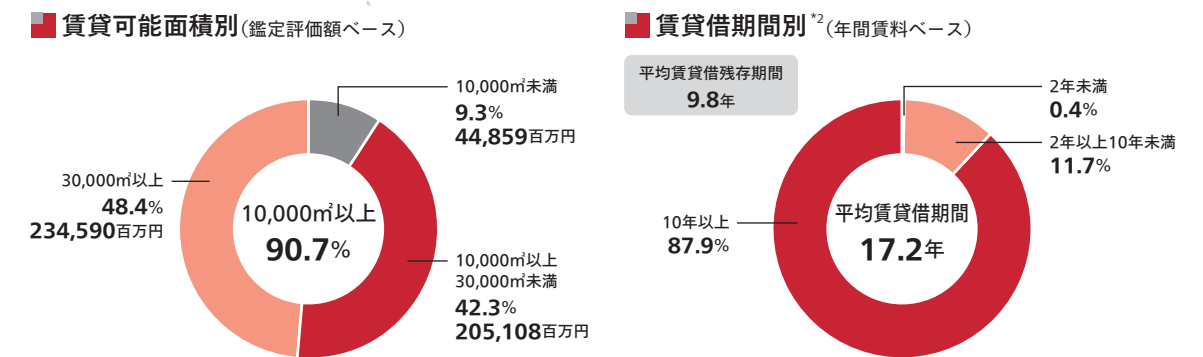 賃貸可能面積別(鑑定評価額ベース)
10,000㎡未満
9.3%
44,859百万円
30,000㎡以上
48.4%
234,590百万円
10,000㎡以上
90.7%
10,000㎡以上
30,000㎡未満
42.3%
205,108百万円
賃貸借期間別*2(年間賃料ベース)
平均賃貸借残存期間
9.8年
2年未満
0.4%
2年以上10年未満
11.7%
10年以上
87.9%
平均賃貸借期間
17.2年